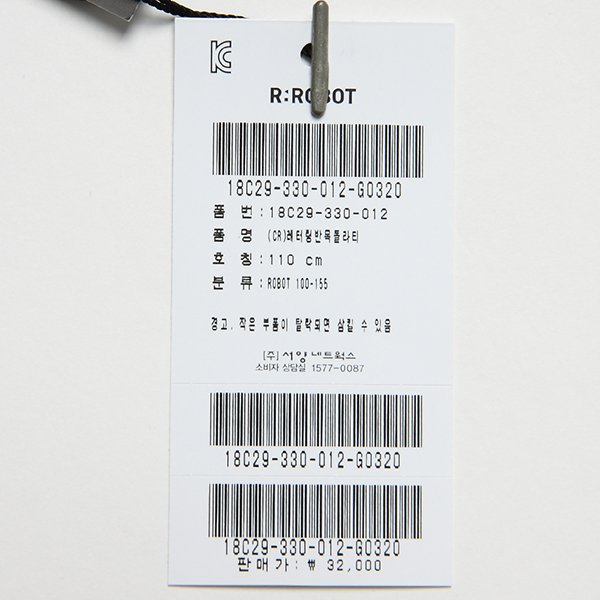 KC
R:ROBOT
18C29-330-012-G0320
품 번 : 18C29-330-012
품 명 (CR)레터링반목폴라티
호 칭 : 110 cm
분 류 : ROBOT 100-155
경고, 작은 부품이 탈락되면 삼킬 수 있음
(주) 서양네트웍스
소비자 상담실 1577-0087
18C29-330-012-G0320
18C29-330-012-G0320
판매가 : ₩ 32,000